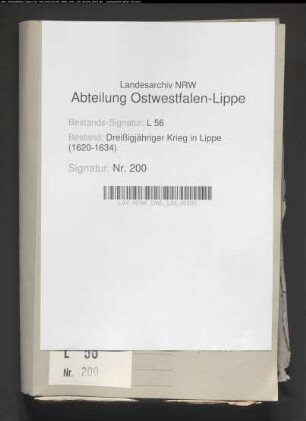 Landesarchiv NRW
Abteilung Ostwestfalen-Lippe
Bestands-Signatur: L 56
Bestand: Dreißigjähriger Krieg in Lippe
(1620-1634)
Signatur: Nr. 200
L 56
Nr. 200